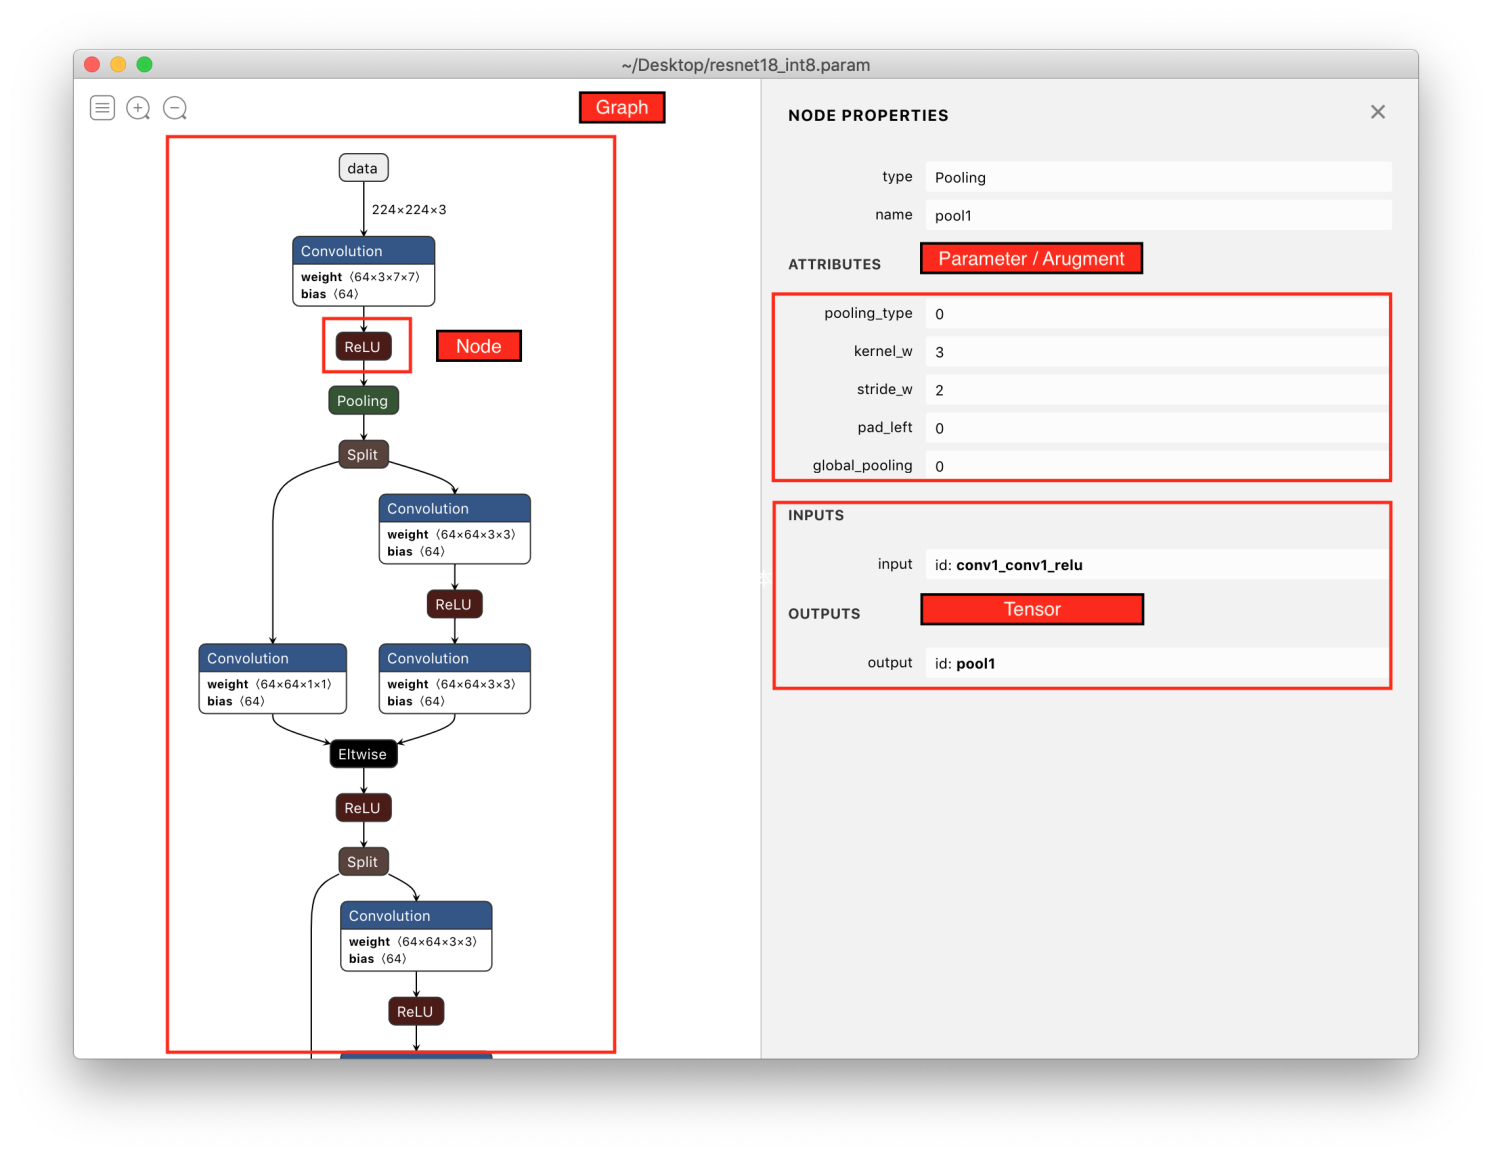 ~/Desktop/resnet18_int8.param
Graph
data
224×224×3
Convolution
weight ⟨64×3×7×7⟩
bias ⟨64⟩
ReLU
Node
Pooling
Split
Convolution
weight ⟨64×64×3×3⟩
bias ⟨64⟩
ReLU
Convolution
weight ⟨64×64×1×1⟩
bias ⟨64⟩
Convolution
weight ⟨64×64×3×3⟩
bias ⟨64⟩
Eltwise
ReLU
Split
Convolution
weight ⟨64×64×3×3⟩
bias ⟨64⟩
ReLU
NODE PROPERTIES
type Pooling
name pool1
ATTRIBUTES Parameter / Arugment
pooling_type 0
kernel_w 3
stride_w 2
pad_left 0
global_pooling 0
INPUTS
input id: conv1_conv1_relu
OUTPUTS Tensor
output id: pool1